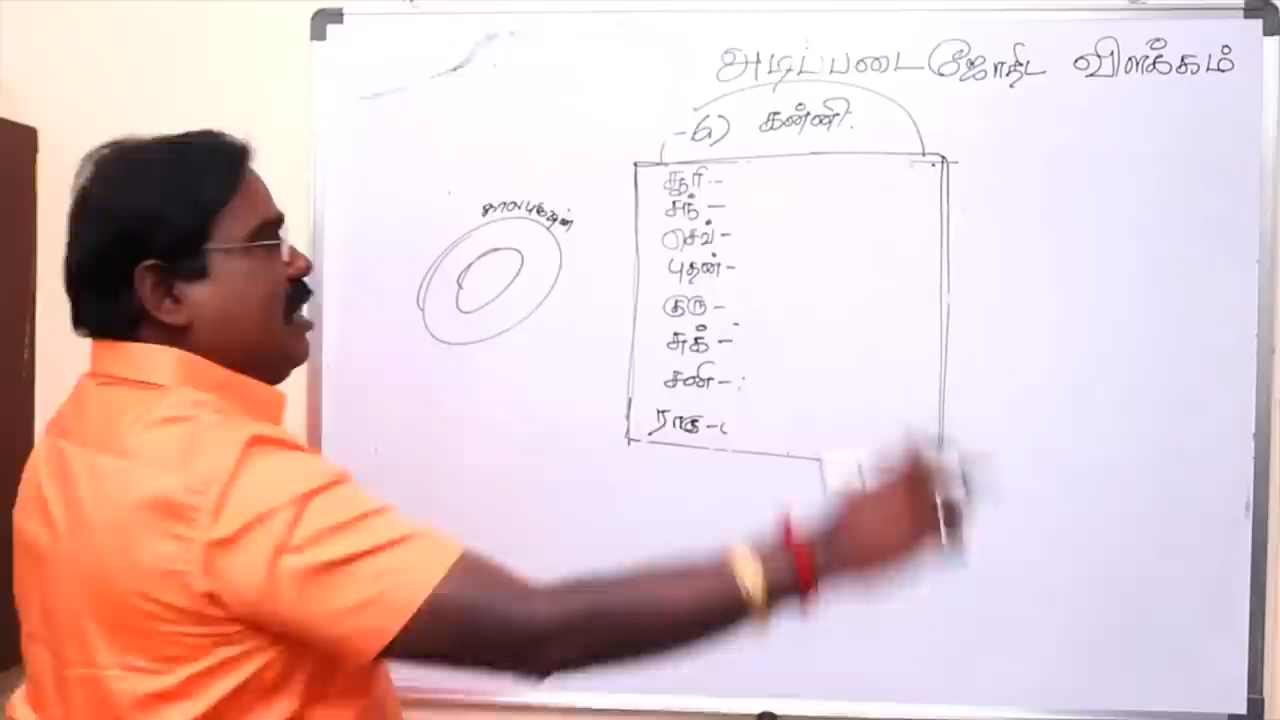 அடிப்படை ஜோதிட விளக்கம்
6) கன்னி.
காலபுருஷன்
சூரி -
சந் -
செவ் -
புதன் -
குரு -
சுக் -
சனி - :
ராகு -